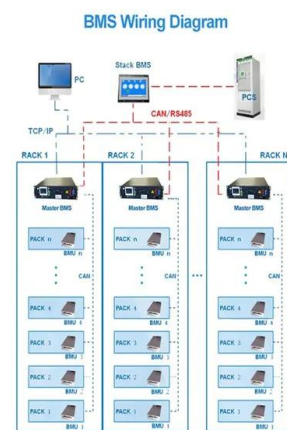 BMS Wiring Diagram
Stack BMS
PC
PCS
CAN/RS485
TCP/IP
RACK 1 RACK 2 RACK N
Master BMS Master BMS Master BMS
PACK n PACK n PACK n
BMU n BMU n BMU n
CAN CAN CAN
PACK 4 PACK 4 PACK 4
BMU 4 BMU 4 BMU 4
PACK 3 PACK 3 PACK 3
BMU 3 BMU 3 BMU 3
PACK 2 PACK 2 PACK 2
BMU 2 BMU 2 BMU 2
PACK 1 PACK 1 PACK 1
BMU 1 BMU 1 BMU 1